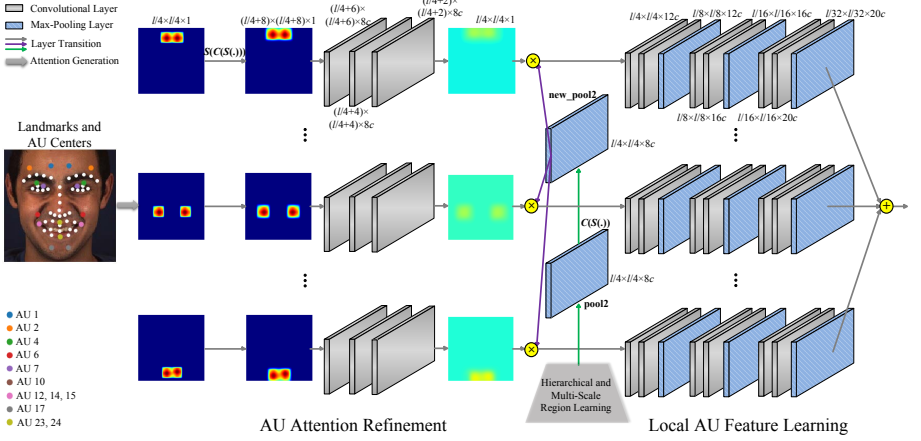 Convolutional Layer
Max-Pooling Layer
Layer Transition
Attention Generation
l/4×l/4×1
S(C(S(.)))
(l/4+8)×(l/4+8)×1
(l/4+6)×
(l/4+6)×8c
(l/4+4)×
(l/4+4)×8c
(l/4+2)×
(l/4+2)×8c
l/4×l/4×1
l/4×l/4×12c
l/8×l/8×12c
l/8×l/8×16c
l/16×l/16×16c
l/16×l/16×20c
l/32×l/32×20c
new_pool2
l/4×l/4×8c
C(S(.))
l/4×l/4×8c
pool2
Hierarchical and
Multi-Scale
Region Learning
Landmarks and
AU Centers
AU 1
AU 2
AU 4
AU 6
AU 7
AU 10
AU 12, 14, 15
AU 17
AU 23, 24
AU Attention Refinement
Local AU Feature Learning